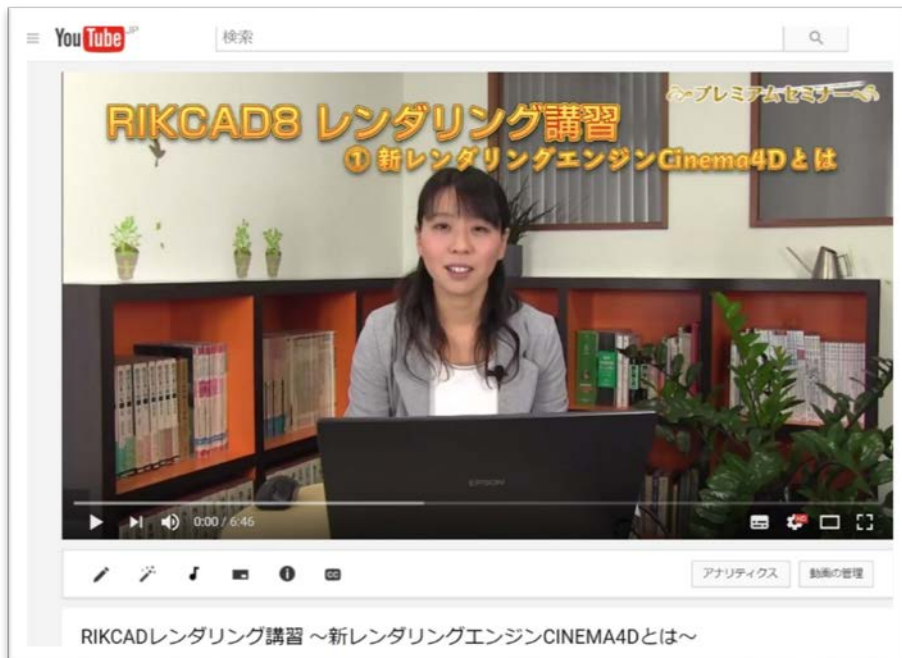 YouTube JP
検索
～プレミアムセミナー～
RIKCAD8 レンダリング講習
① 新レンダリングエンジンCinema4Dとは
EPSON
0:00 / 6:46
HD
CC
アナリティクス
動画の管理
RIKCADレンダリング講習 ～新レンダリングエンジンCINEMA4Dとは～